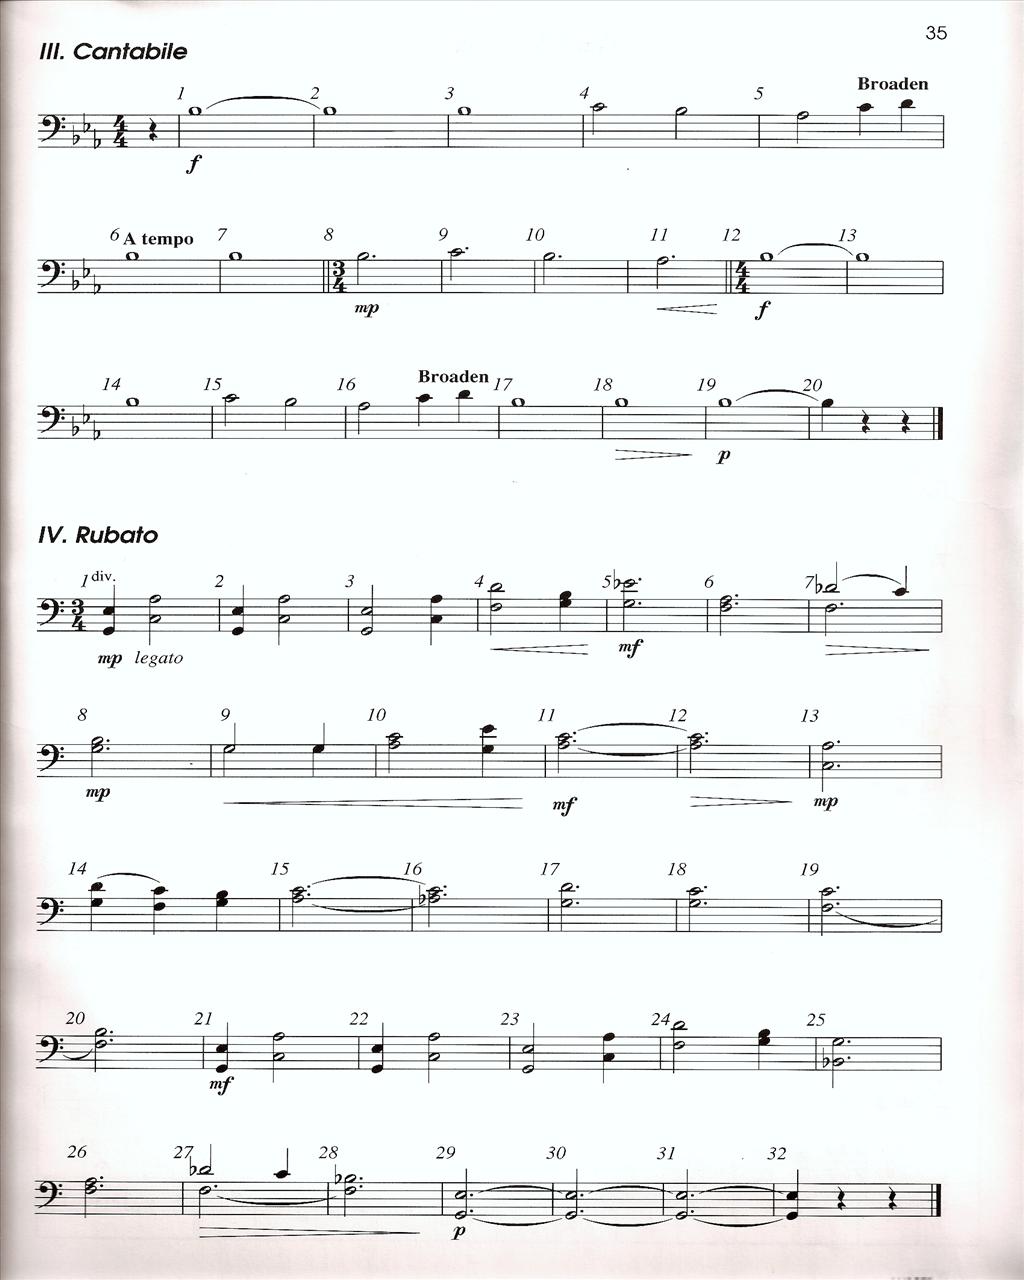 35
III. Cantabile
Broaden
1 2 3 4 5
4 4
f
A tempo
6 7 8 9 10 11 12 13
3 4 4 4
mp f
Broaden
14 15 16 17 18 19 20
p
IV. Rubato
1 div. 2 3 4 5 6 7
3 4
mp legato mf
8 9 10 11 12 13
mp mf mp
14 15 16 17 18 19
20 21 22 23 24 25
mf
26 27 28 29 30 31 32
p